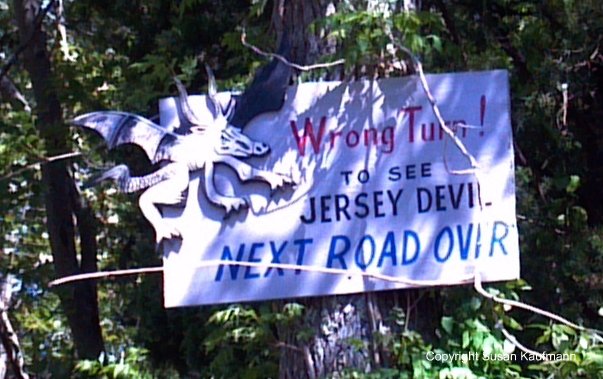 Wrong Turn!
TO SEE
JERSEY DEVIL
NEXT ROAD OVER
Copyright Susan Kaufmann